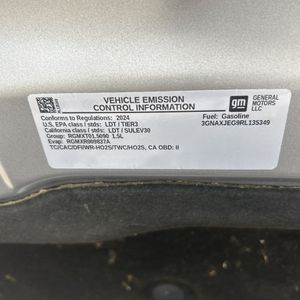 VEHICLE EMISSION
CONTROL INFORMATION
gm
GENERAL
MOTORS
LLC
Conforms to Regulations: 2024
Fuel: Gasoline
U.S. EPA class / stds: LDT / TIER3
3GNAXJEG9RL135349
California class / stds: LDT / SULEV30
Group: RGMXT01.5090 1.5L
Evap: RGMXR909837A
TC/CAC/DFI/WR-HO2S/TWC/HO2S, CA OBD: II